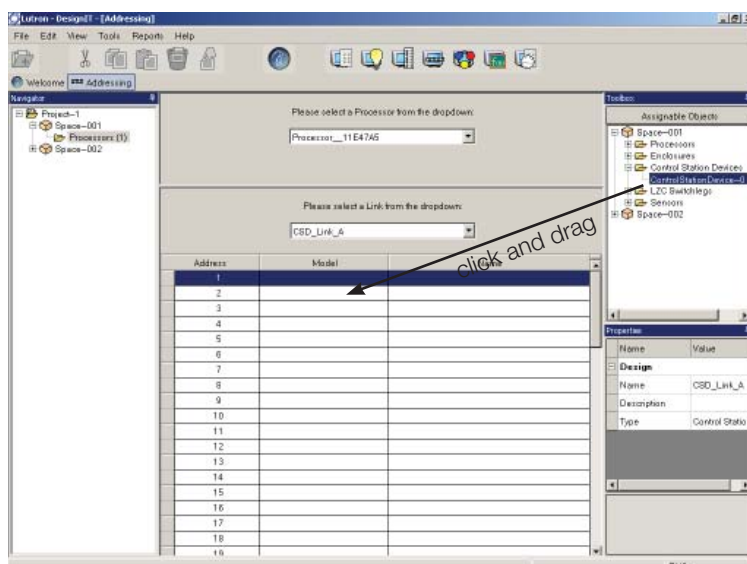 Lutron - DesignIT - [Addressing]
File Edit View Tools Reports Help
Welcome Addressing
Navigator
Project-1
Space-001
Processors (1)
Space-002
Please select a Processor from the dropdown:
Processor__11E47A5
Please select a Link from the dropdown:
CSD_Link_A
click and drag
Address Model Name
1
2
3
4
5
6
7
8
9
10
11
12
13
14
15
16
17
18
19
Toolbox
Assignable Objects
Space-001
Processors
Enclosures
Control Station Devices
ControlStationDevice-0
LZC Switchlegs
Sensors
Space-002
Properties
Name Value
Design
Name CSD_Link_A
Description
Type Control Statio